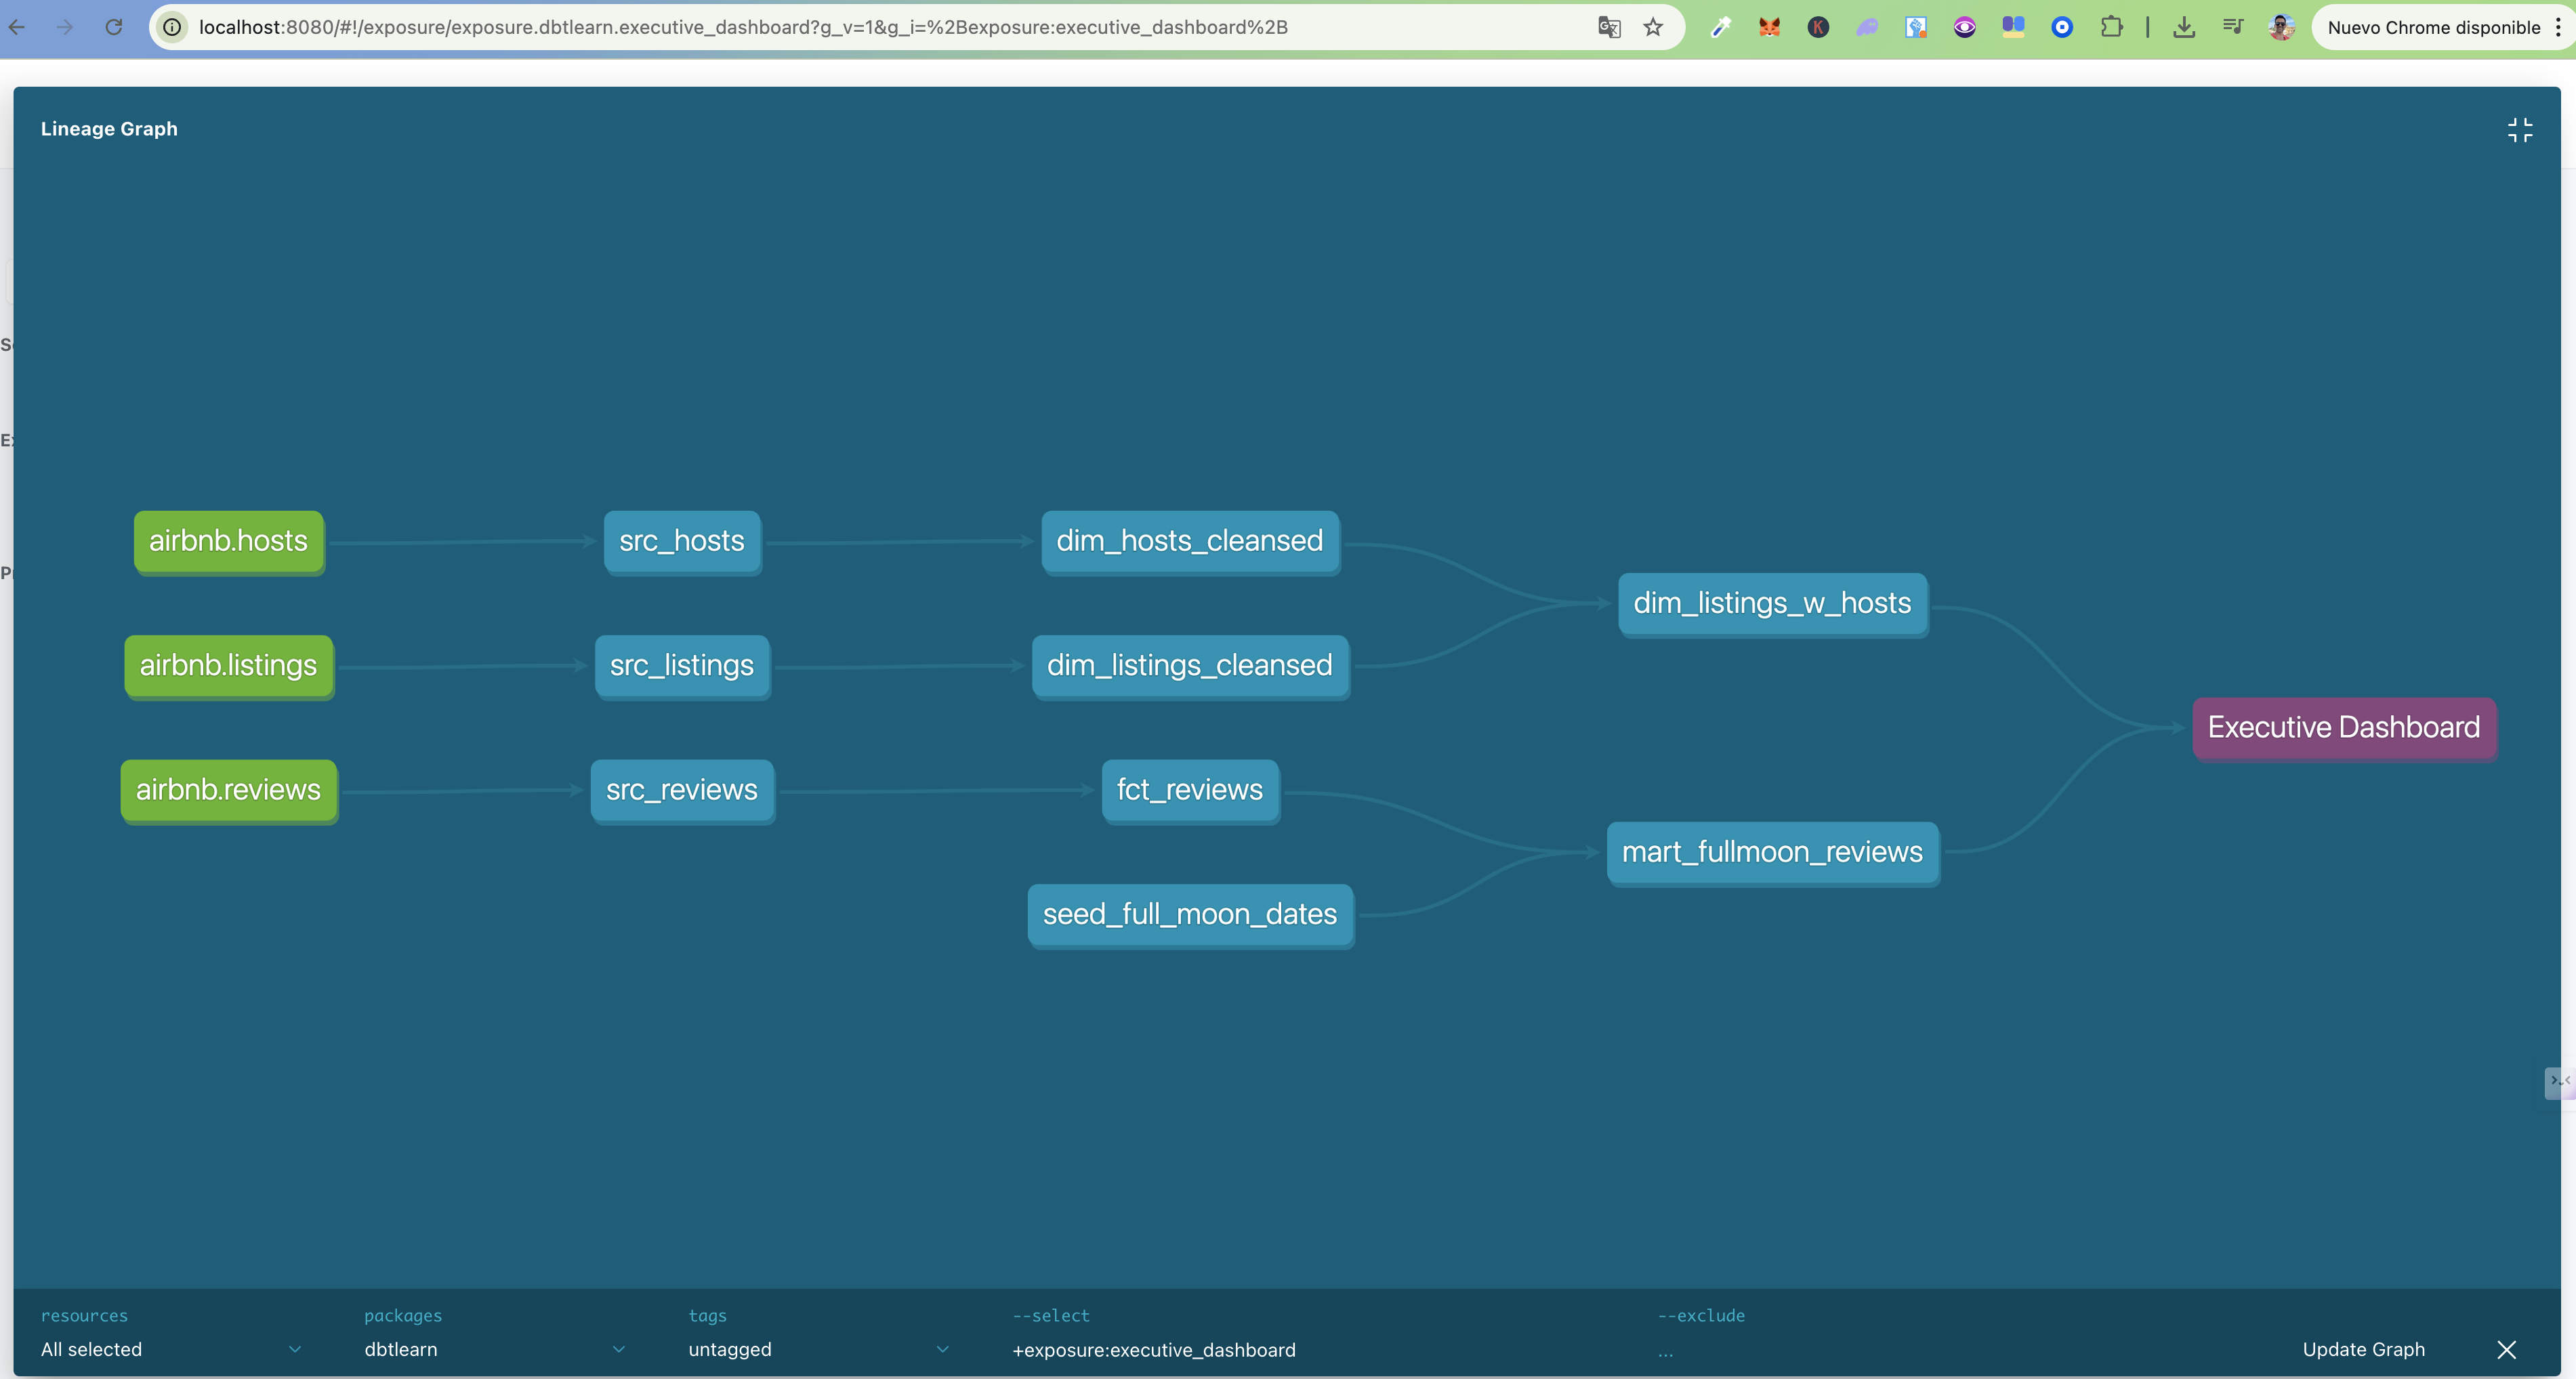 localhost:8080/#!/exposure/exposure.dbtlearn.executive_dashboard?g_v=1&g_i=%2Bexposure:executive_dashboard%2B
K
Nuevo Chrome disponible
Lineage Graph
airbnb.hosts
src_hosts
dim_hosts_cleansed
dim_listings_w_hosts
airbnb.listings
src_listings
dim_listings_cleansed
Executive Dashboard
airbnb.reviews
src_reviews
fct_reviews
mart_fullmoon_reviews
seed_full_moon_dates
resources
packages
tags
--select
--exclude
All selected
dbtlearn
untagged
+exposure:executive_dashboard
...
Update Graph